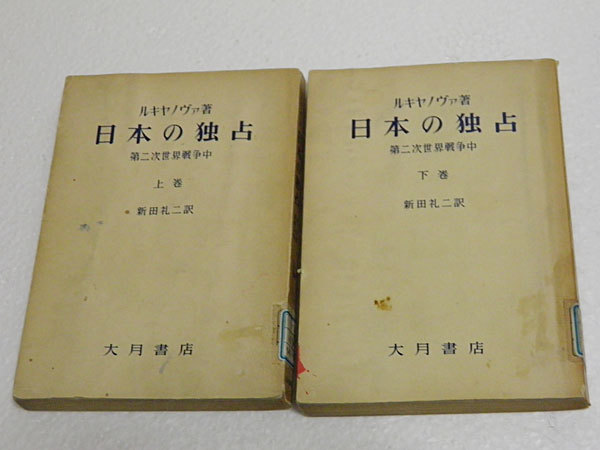 ルキヤノヴァ著
日本の独占
第二次世界戦争中
上巻
新田礼二訳
大月書店
ルキヤノヴァ著
日本の独占
第二次世界戦争中
下巻
新田礼二訳
大月書店